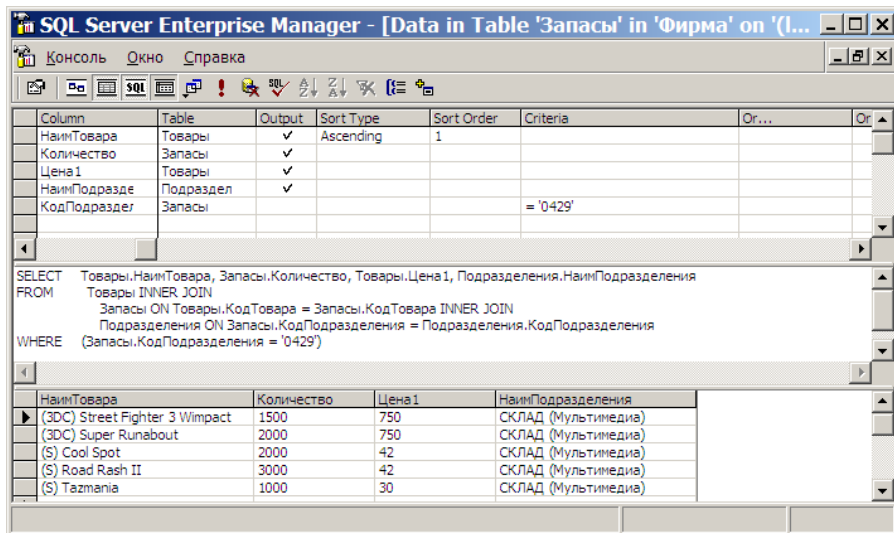 SQL Server Enterprise Manager - [Data in Table 'Запасы' in 'Фирма' on '(l...
Консоль Окно Справка
SQL SQL
Column Table Output Sort Type Sort Order Criteria Or... Or
НаимТовара Товары Ascending 1
Количество Запасы
Цена1 Товары
НаимПодразде Подраздел
КодПодраздел Запасы = '0429'
SELECT Товары.НаимТовара, Запасы.Количество, Товары.Цена1, Подразделения.НаимПодразделения
FROM Товары INNER JOIN
Запасы ON Товары.КодТовара = Запасы.КодТовара INNER JOIN
Подразделения ON Запасы.КодПодразделения = Подразделения.КодПодразделения
WHERE (Запасы.КодПодразделения = '0429')
НаимТовара Количество Цена1 НаимПодразделения
(3DC) Street Fighter 3 Wimpact 1500 750 СКЛАД (Мультимедиа)
(3DC) Super Runabout 2000 750 СКЛАД (Мультимедиа)
(S) Cool Spot 2000 42 СКЛАД (Мультимедиа)
(S) Road Rash II 3000 42 СКЛАД (Мультимедиа)
(S) Tazmania 1000 30 СКЛАД (Мультимедиа)